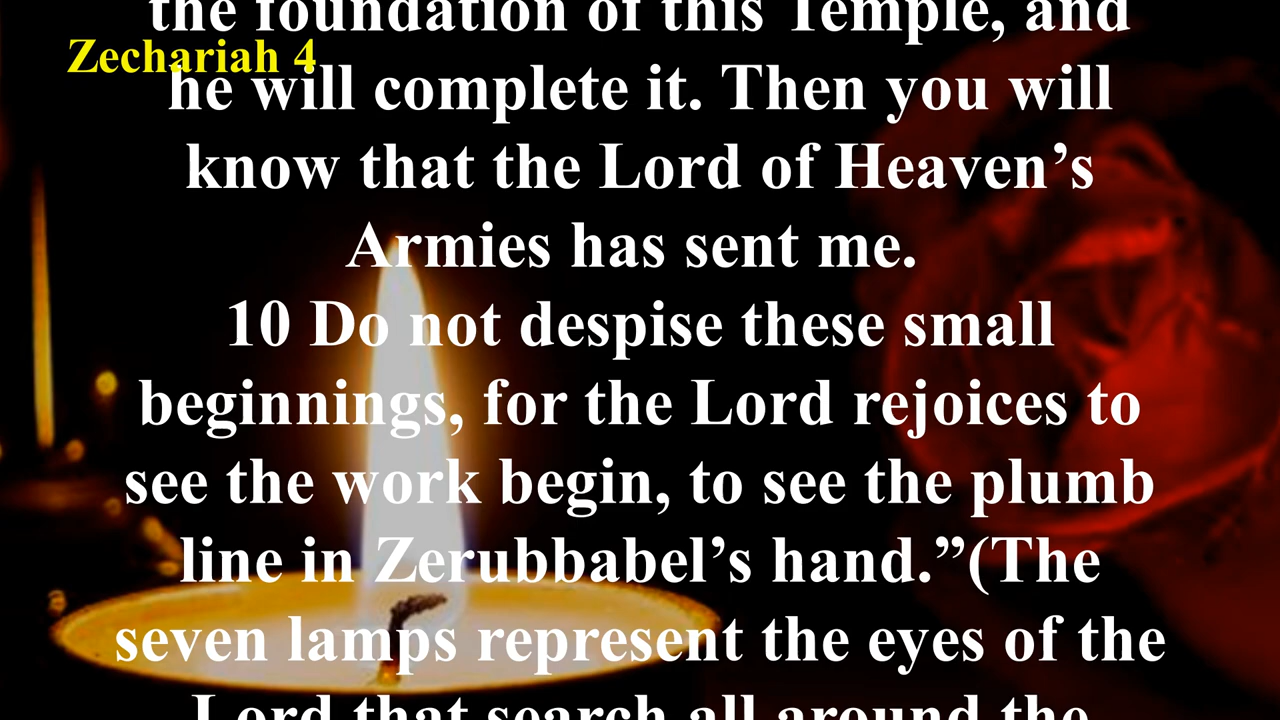 the foundation of this Temple, and
Zechariah 4
he will complete it. Then you will
know that the Lord of Heaven’s
Armies has sent me.
10 Do not despise these small
beginnings, for the Lord rejoices to
see the work begin, to see the plumb
line in Zerubbabel’s hand.”(The
seven lamps represent the eyes of the
Lord that search all around the